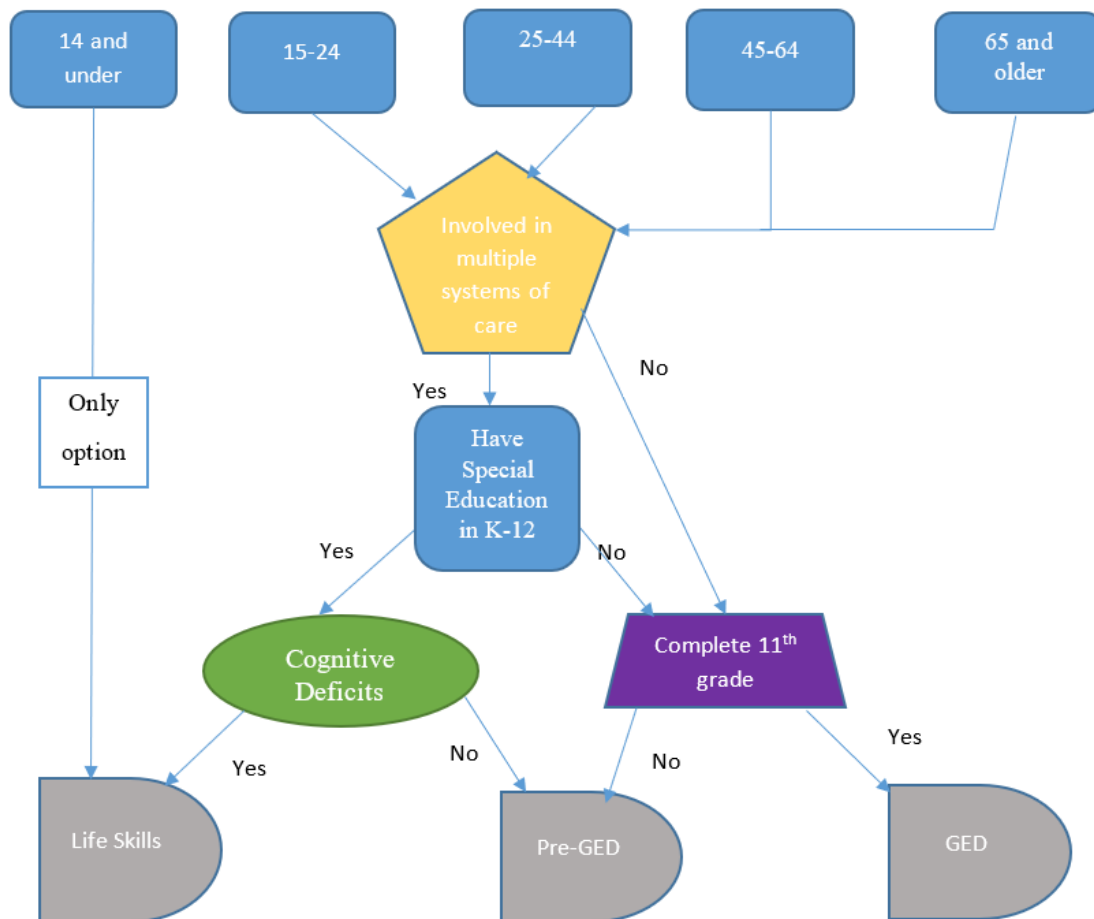 14 and
under
15-24
25-44
45-64
65 and
older
Involved in
multiple
systems of
care
No
Yes
Only
option
Have
Special
Education
in K-12
Yes
No
Complete 11th
grade
Cognitive
Deficits
Yes
No
No
Yes
Life Skills
Pre-GED
GED